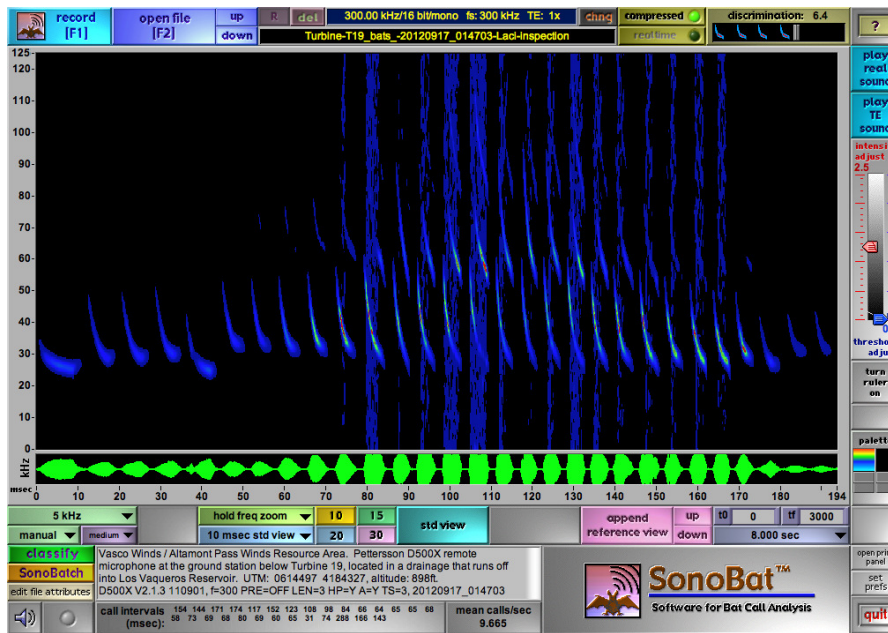 record
[F1]
open file
[F2]
up
down
R
del
300.00 kHz/16 bit/mono fs: 300 kHz TE: 1x
chng
Turbine-T19_bats_-20120917_014703-Laci-inspection
compressed
realtime
discrimination: 6.4
?
125-
120-
110-
100-
90-
80-
70-
60-
50-
40-
30-
20-
10-
0-
kHz
msec
0 10 20 30 40 50 60 70 80 90 100 110 120 130 140 150 160 170 180 194
play
real
sound
play
TE
sound
intensi
adjust
2.5
0
thresho
adju
turn
ruler
on
palett
5 kHz
manual
medium
hold freq zoom
10 msec std view
10
15
20
30
std view
append
reference view
up
down
t0
0
tf
3000
8.000 sec
classify
SonoBatch
edit file attributes
Vasco Winds / Altamont Pass Winds Resource Area. Pettersson D500X remote
microphone at the ground station below Turbine 19, located in a drainage that runs off
into Los Vaqueros Reservoir. UTM: 0614497 4184327, altitude: 898ft.
D500X V2.1.3 110901, f=300 PRE=OFF LEN=3 HP=Y A=Y TS=3, 20120917_014703
call intervals
(msec):
154 144 171 174 117 152 123 108 98 84 66 64 65 65 68
58 73 69 68 60 69 60 65 31 74 288 166 143
mean calls/sec
9.665
SonoBat™
Software for Bat Call Analysis
open prin
panel
set
prefs
quit